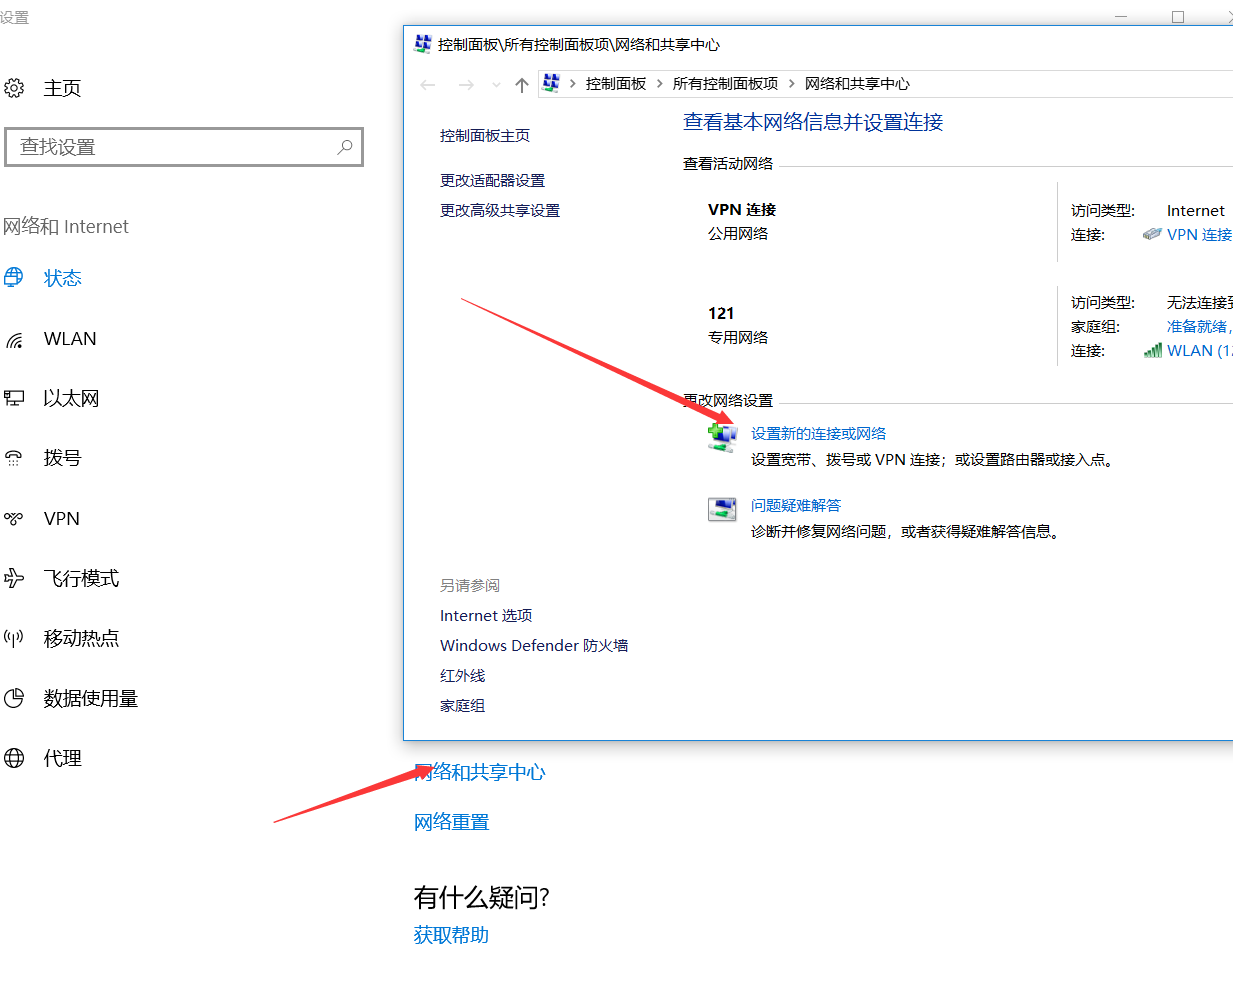 设置
主页
查找设置
网络和 Internet
状态
WLAN
以太网
拨号
VPN
飞行模式
移动热点
数据使用量
代理
控制面板\所有控制面板项\网络和共享中心
控制面板 > 所有控制面板项 > 网络和共享中心
控制面板主页
更改适配器设置
更改高级共享设置
查看基本网络信息并设置连接
查看活动网络
VPN 连接
公用网络
访问类型: Internet
连接: VPN 连接
121
专用网络
访问类型: 无法连接到
家庭组: 准备就绪,
连接: WLAN (12
更改网络设置
设置新的连接或网络
设置宽带、拨号或 VPN 连接；或设置路由器或接入点。
问题疑难解答
诊断并修复网络问题，或者获得疑难解答信息。
另请参阅
Internet 选项
Windows Defender 防火墙
红外线
家庭组
网络和共享中心
网络重置
有什么疑问?
获取帮助